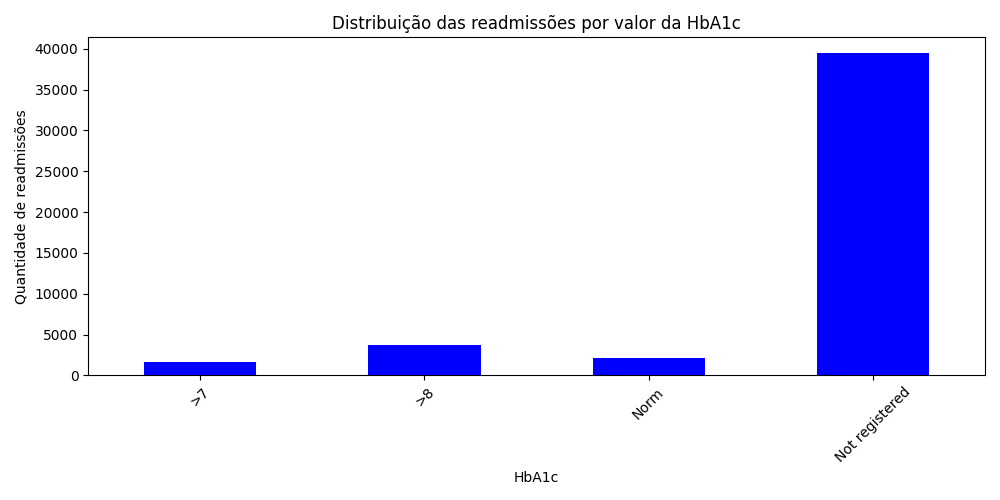 Distribuição das readmissões por valor da HbA1c
Quantidade de readmissões
40000
35000
30000
25000
20000
15000
10000
5000
0
>7
>8
Norm
Not registered
HbA1c